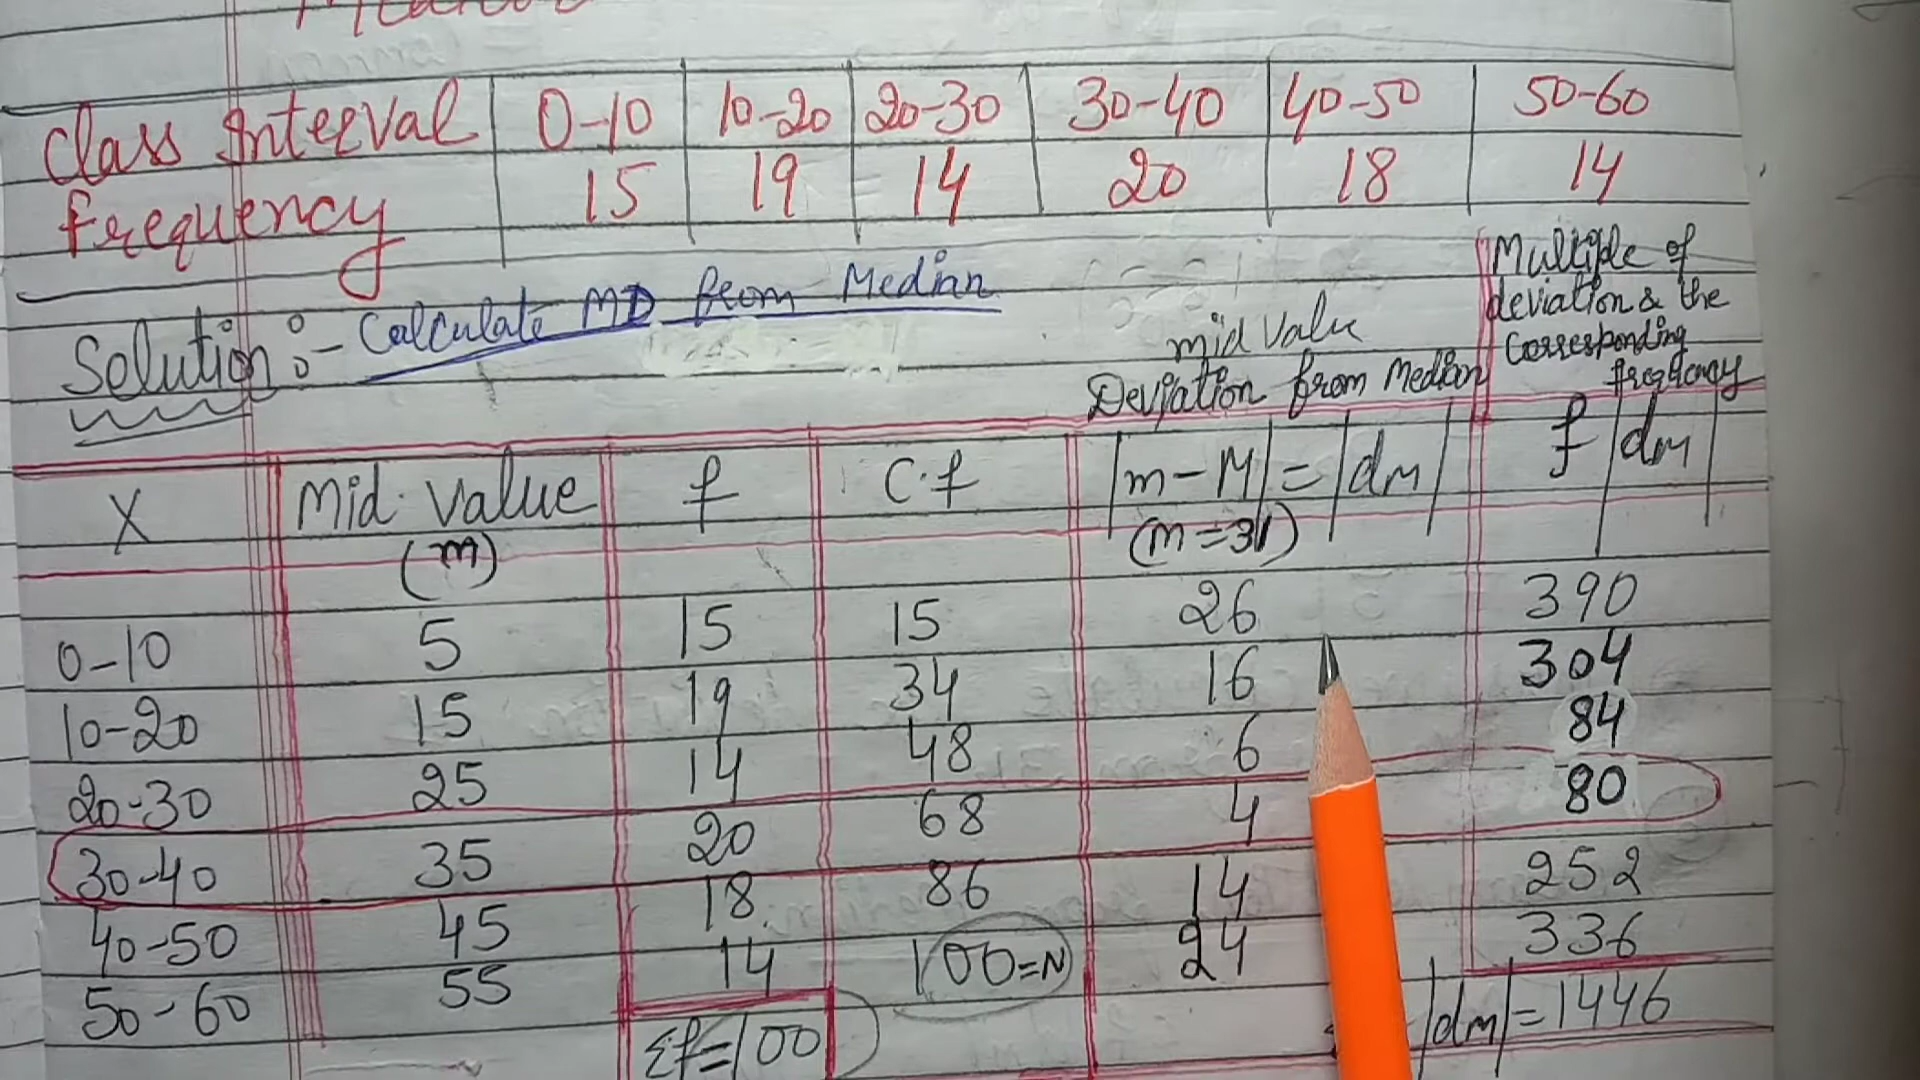 Class Interval 0-10 10-20 20-30 30-40 40-50 50-60
frequency 15 19 14 20 18 14
Solution :- Calculate MD from Median
Mid Value
Deviation from Median
Multiple of
deviation & the
Corresponding
frequency
X Mid Value f C.f |m-M|=|dM| f|dM|
(m) (M=31)
0-10 5 15 15 26 390
10-20 15 19 34 16 304
20-30 25 14 48 6 84
30-40 35 20 68 4 80
40-50 45 18 86 14 252
50-60 55 14 100=N 24 336
Σf=100 |dM|=1446